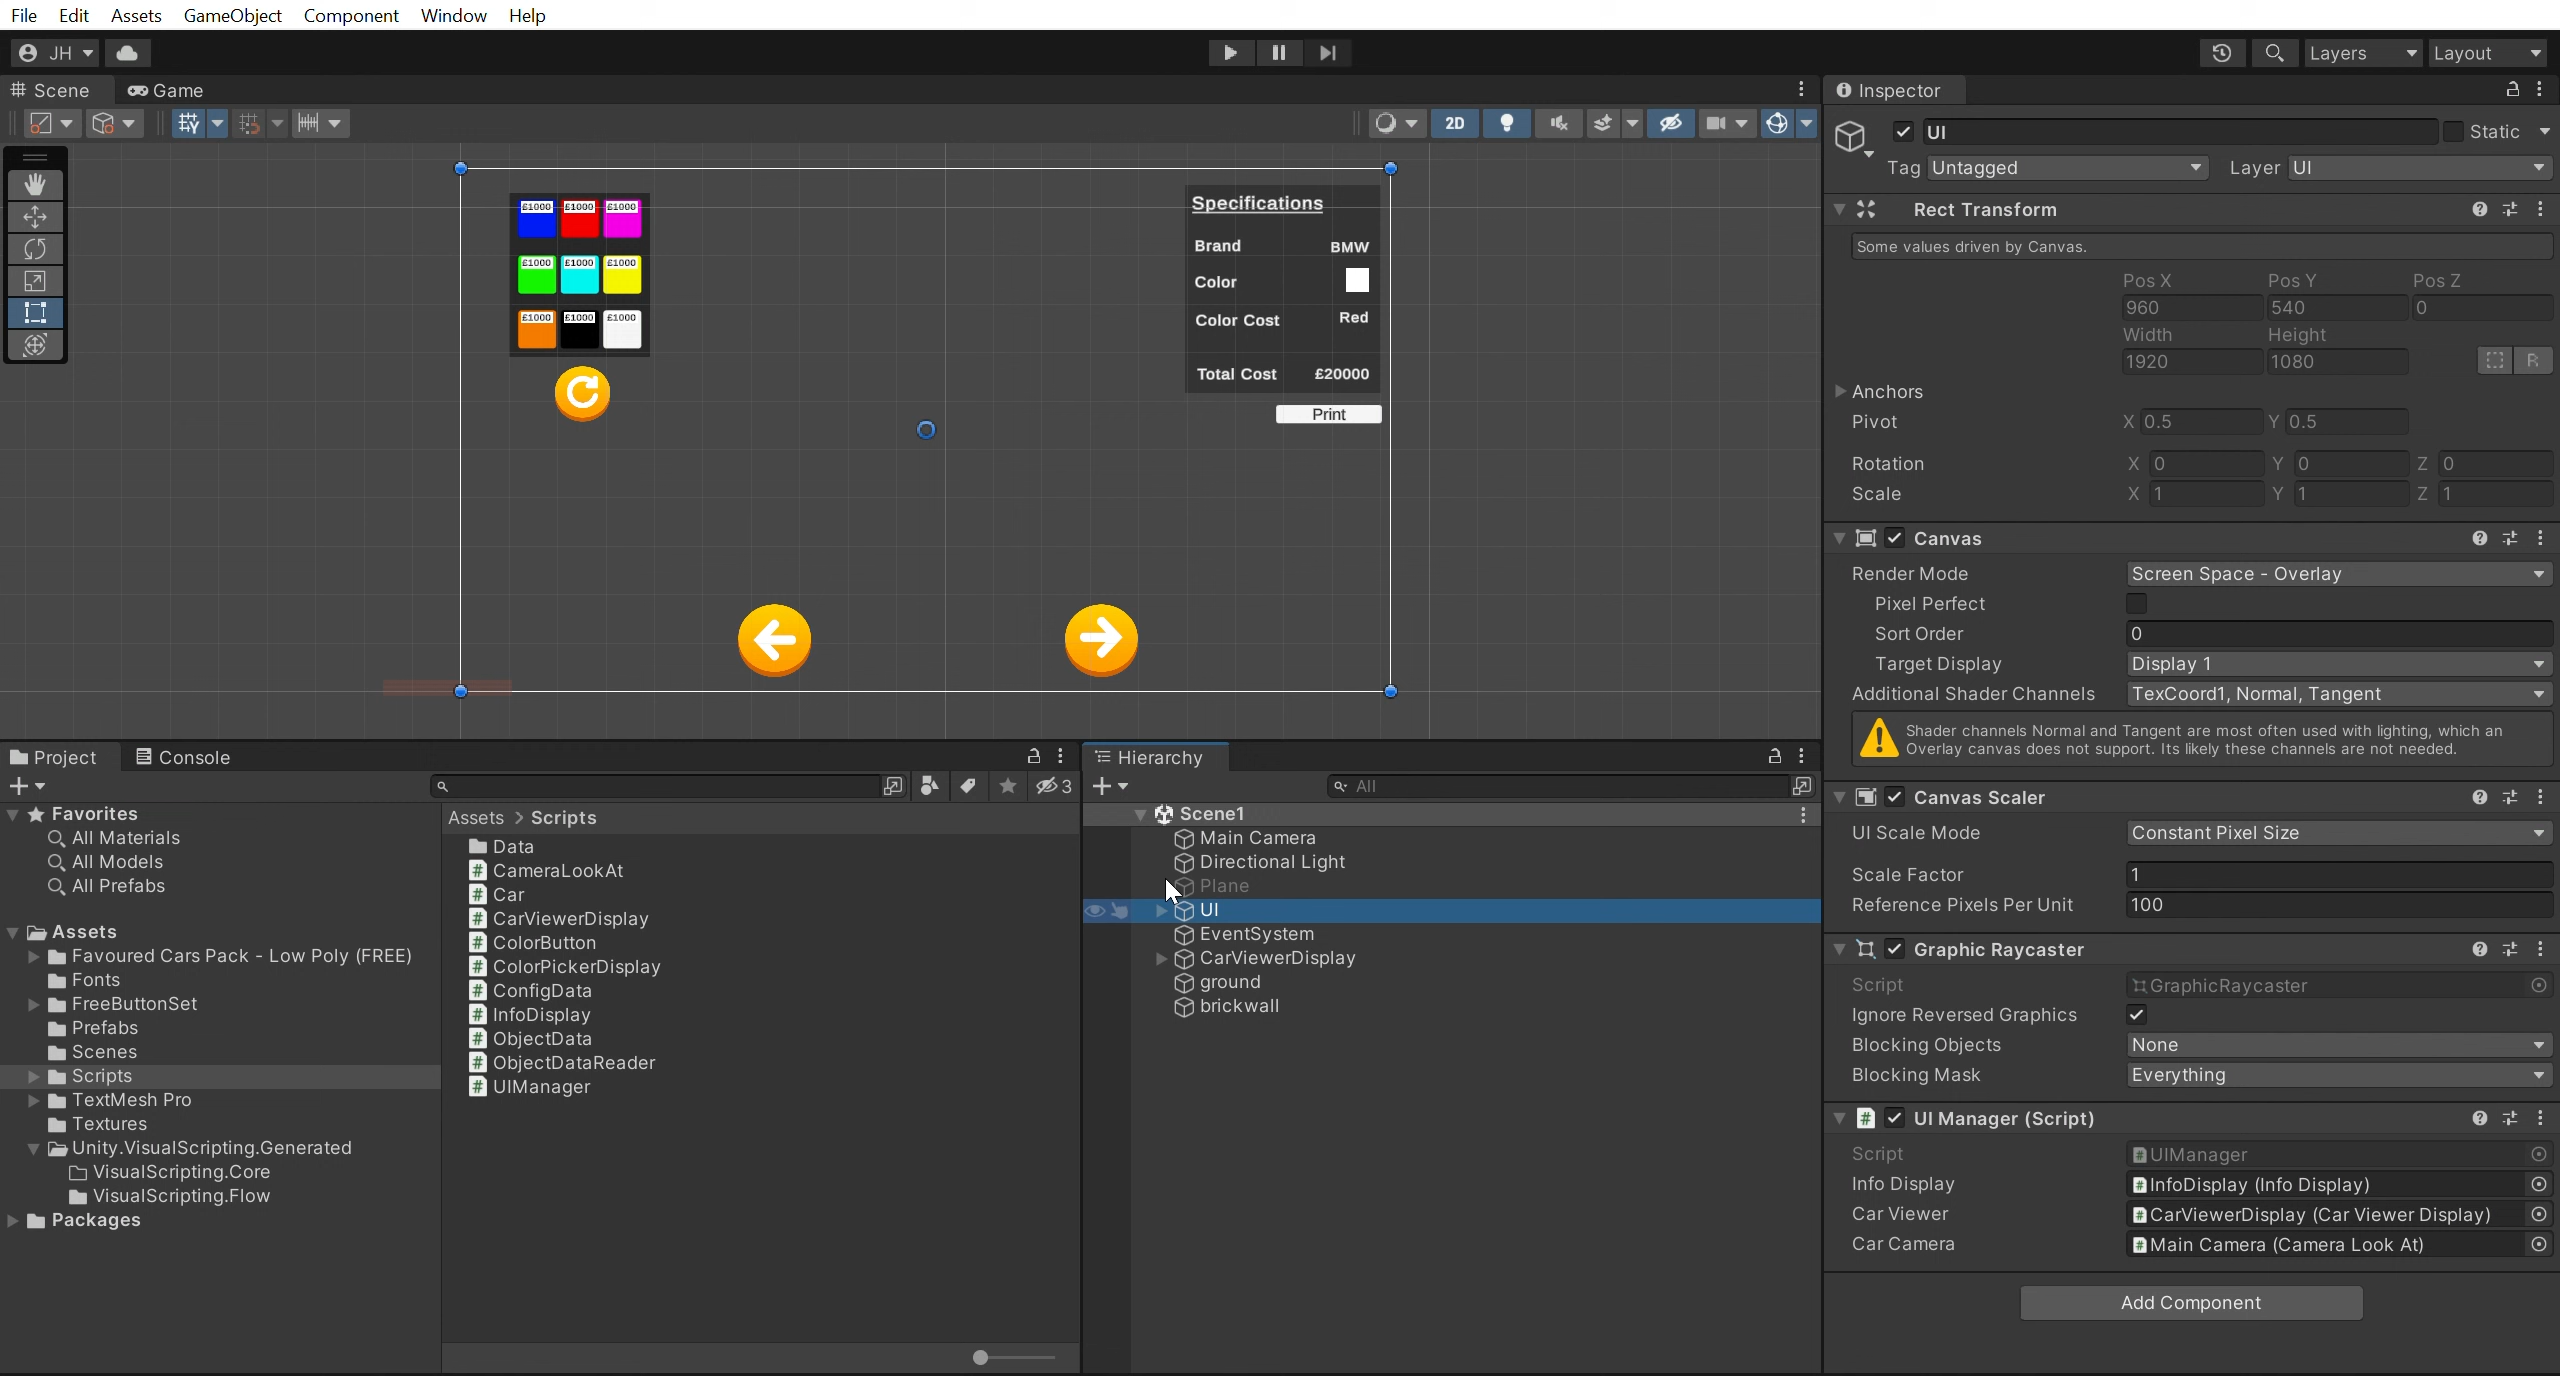 File Edit Assets GameObject Component Window Help
JH Layers Layout
Scene Game
2D
£1000 £1000 £1000
£1000 £1000 £1000
£1000 £1000 £1000
Specifications
Brand BMW
Color
Color Cost Red
Total Cost £20000
Print
Project Console
3
Favorites
All Materials
All Models
All Prefabs
Assets
Favoured Cars Pack - Low Poly (FREE)
Fonts
FreeButtonSet
Prefabs
Scenes
Scripts
TextMesh Pro
Textures
Unity.VisualScripting.Generated
VisualScripting.Core
VisualScripting.Flow
Packages
Assets > Scripts
Data
CameraLookAt
Car
CarViewerDisplay
ColorButton
ColorPickerDisplay
ConfigData
InfoDisplay
ObjectData
ObjectDataReader
UIManager
Hierarchy
All
Scene1
Main Camera
Directional Light
Plane
UI
EventSystem
CarViewerDisplay
ground
brickwall
Inspector
UI Static
Tag Untagged Layer UI
Rect Transform
Some values driven by Canvas.
Pos X Pos Y Pos Z
960 540 0
Width Height
1920 1080 R
Anchors
Pivot X 0.5 Y 0.5
Rotation X 0 Y 0 Z 0
Scale X 1 Y 1 Z 1
Canvas
Render Mode Screen Space - Overlay
Pixel Perfect
Sort Order 0
Target Display Display 1
Additional Shader Channels TexCoord1, Normal, Tangent
Shader channels Normal and Tangent are most often used with lighting, which an
Overlay canvas does not support. Its likely these channels are not needed.
Canvas Scaler
UI Scale Mode Constant Pixel Size
Scale Factor 1
Reference Pixels Per Unit 100
Graphic Raycaster
Script GraphicRaycaster
Ignore Reversed Graphics
Blocking Objects None
Blocking Mask Everything
UI Manager (Script)
Script UIManager
Info Display InfoDisplay (Info Display)
Car Viewer CarViewerDisplay (Car Viewer Display)
Car Camera Main Camera (Camera Look At)
Add Component